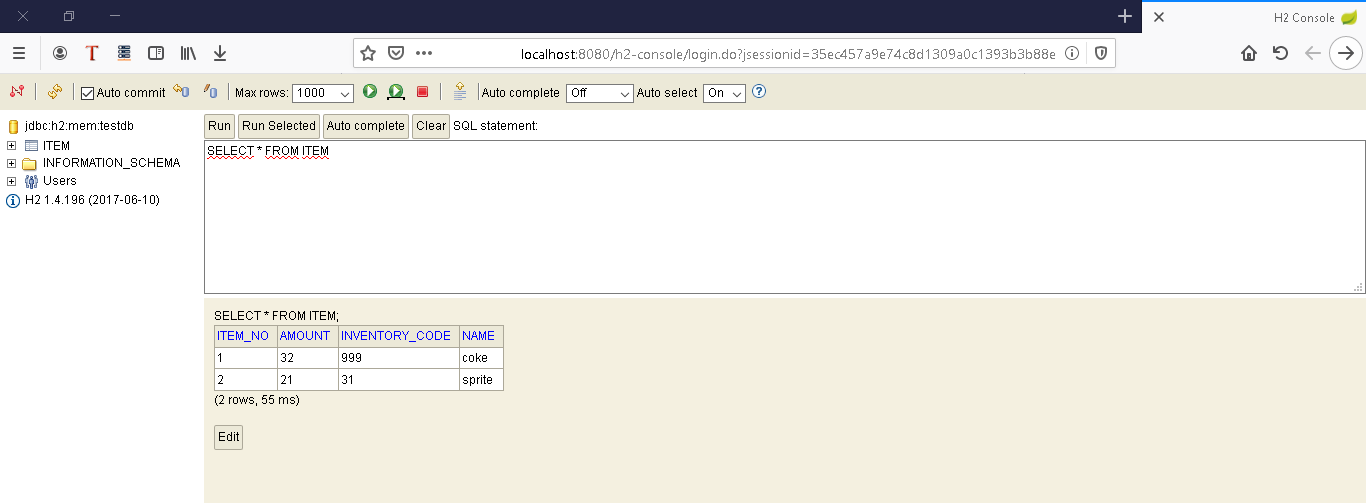 H2 Console
localhost:8080/h2-console/login.do?jsessionid=35ec457a9e74c8d1309a0c1393b3b88e
Auto commit Max rows: 1000 Auto complete Off Auto select On
jdbc:h2:mem:testdb
ITEM
INFORMATION_SCHEMA
Users
H2 1.4.196 (2017-06-10)
Run Run Selected Auto complete Clear SQL statement:
SELECT * FROM ITEM
SELECT * FROM ITEM;
ITEM_NO AMOUNT INVENTORY_CODE NAME
1 32 999 coke
2 21 31 sprite
(2 rows, 55 ms)
Edit